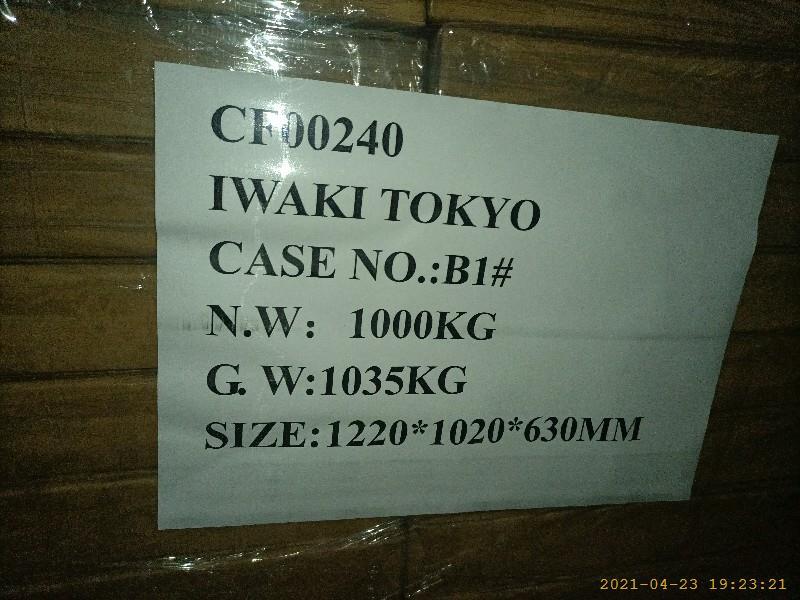 CF00240
IWAKI TOKYO
CASE NO.:B1#
N.W: 1000KG
G.W:1035KG
SIZE:1220*1020*630MM
2021-04-23 19:23:21